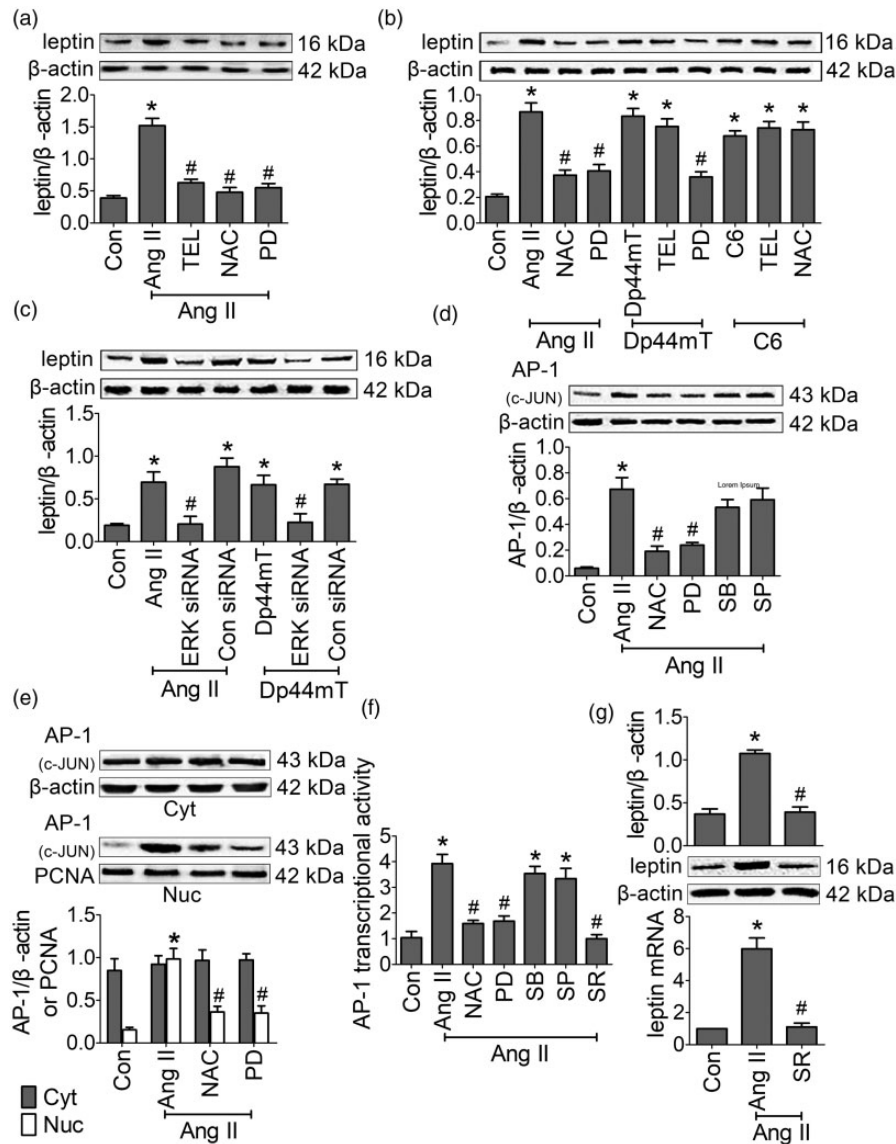 (a)
leptin 16 kDa
β-actin 42 kDa
leptin/β -actin
2.0
1.5
1.0
0.5
0.0
Con Ang II TEL NAC PD
* # # #
Ang II
(b)
leptin 16 kDa
β-actin 42 kDa
leptin/β -actin
1.0
0.8
0.6
0.4
0.2
0.0
* # # * * # * * *
Con Ang II NAC PD Dp44mT TEL PD C6 TEL NAC
Ang II Dp44mT C6
(c)
leptin 16 kDa
β-actin 42 kDa
leptin/β -actin
1.5
1.0
0.5
0.0
* # * * # *
Con Ang II ERK siRNA Con siRNA Dp44mT ERK siRNA Con siRNA
Ang II Dp44mT
(d)
AP-1
(c-JUN) 43 kDa
β-actin 42 kDa
AP-1/β -actin
0.8
0.6
0.4
0.2
0.0
* # # Lorem Ipsum
Con Ang II NAC PD SB SP
Ang II
(e)
AP-1
(c-JUN) 43 kDa
β-actin 42 kDa
Cyt
AP-1
(c-JUN) 43 kDa
PCNA 42 kDa
Nuc
AP-1/β -actin
or PCNA
1.5
1.0
0.5
0.0
* # #
Con Ang II NAC PD
Ang II
Cyt
Nuc
(f)
AP-1 transcriptional activity
5
4
3
2
1
0
* # # * * #
Con Ang II NAC PD SB SP SR
Ang II
(g)
leptin/β -actin
1.5
1.0
0.5
0.0
* #
leptin 16 kDa
β-actin 42 kDa
leptin mRNA
8
6
4
2
0
* #
Con Ang II SR
Ang II